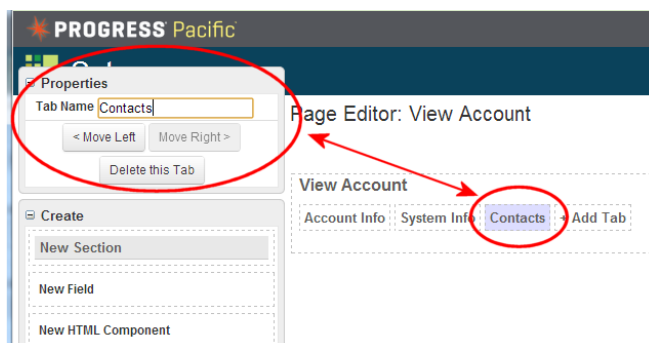 PROGRESS Pacific
Properties
Tab Name Contacts
< Move Left Move Right >
Delete this Tab
Page Editor: View Account
View Account
Account Info System Info Contacts + Add Tab
Create
New Section
New Field
New HTML Component